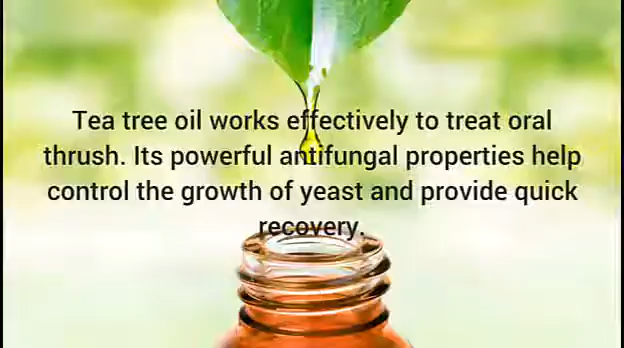 Tea tree oil works effectively to treat oral
thrush. Its powerful antifungal properties help
control the growth of yeast and provide quick
recovery.